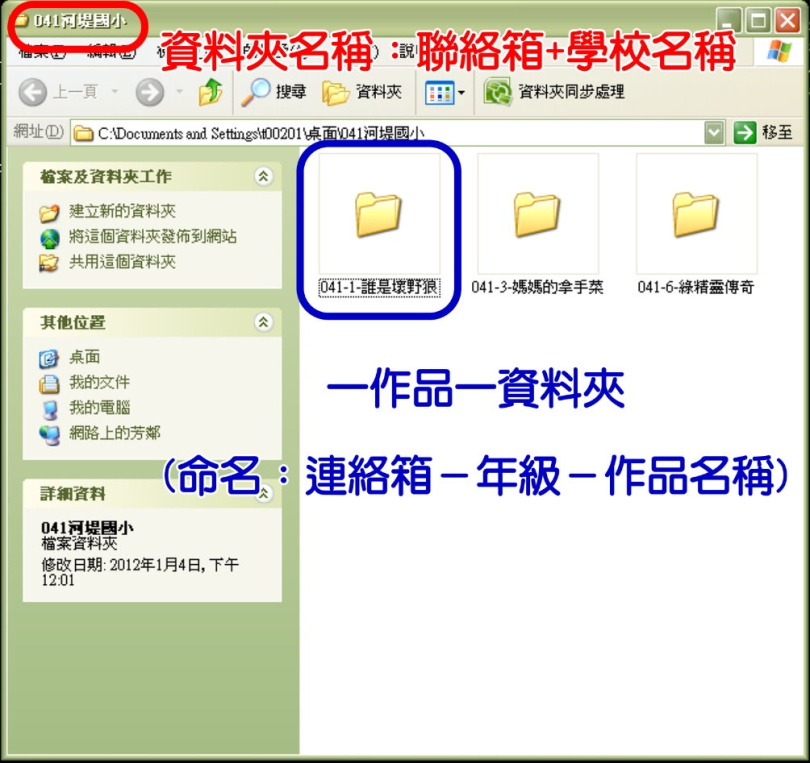 041河堤國小
資料夾名稱：聯絡箱+學校名稱
檔案(F) 編輯(E)
上一頁 搜尋 資料夾 資料夾同步處理
網址(D) C:\Documents and Settings\t00201\桌面\041河堤國小 移至
檔案及資料夾工作
建立新的資料夾
將這個資料夾發佈到網站
共用這個資料夾
041-1-誰是壞野狼 041-3-媽媽的拿手菜 041-6-綠精靈傳奇
其他位置
桌面
我的文件
我的電腦
網路上的芳鄰
一作品一資料夾
(命名：連絡箱－年級－作品名稱)
詳細資料
041河堤國小
檔案資料夾
修改日期: 2012年1月4日, 下午
12:01